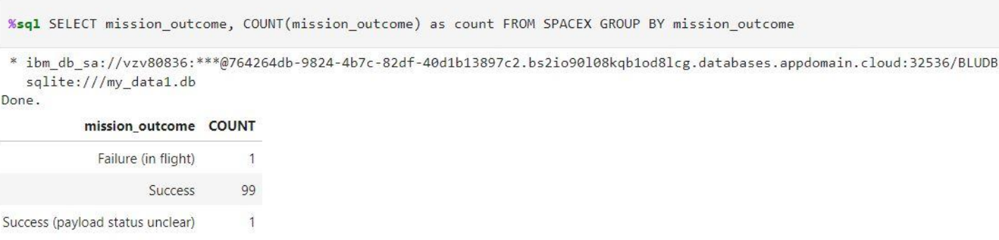 %sql SELECT mission_outcome, COUNT(mission_outcome) as count FROM SPACEX GROUP BY mission_outcome
* ibm_db_sa://vzv80836:***@764264db-9824-4b7c-82df-40d1b13897c2.bs2io90l08kqb1od8lcg.databases.appdomain.cloud:32536/BLUDB
sqlite:///my_data1.db
Done.
mission_outcome COUNT
Failure (in flight) 1
Success 99
Success (payload status unclear) 1